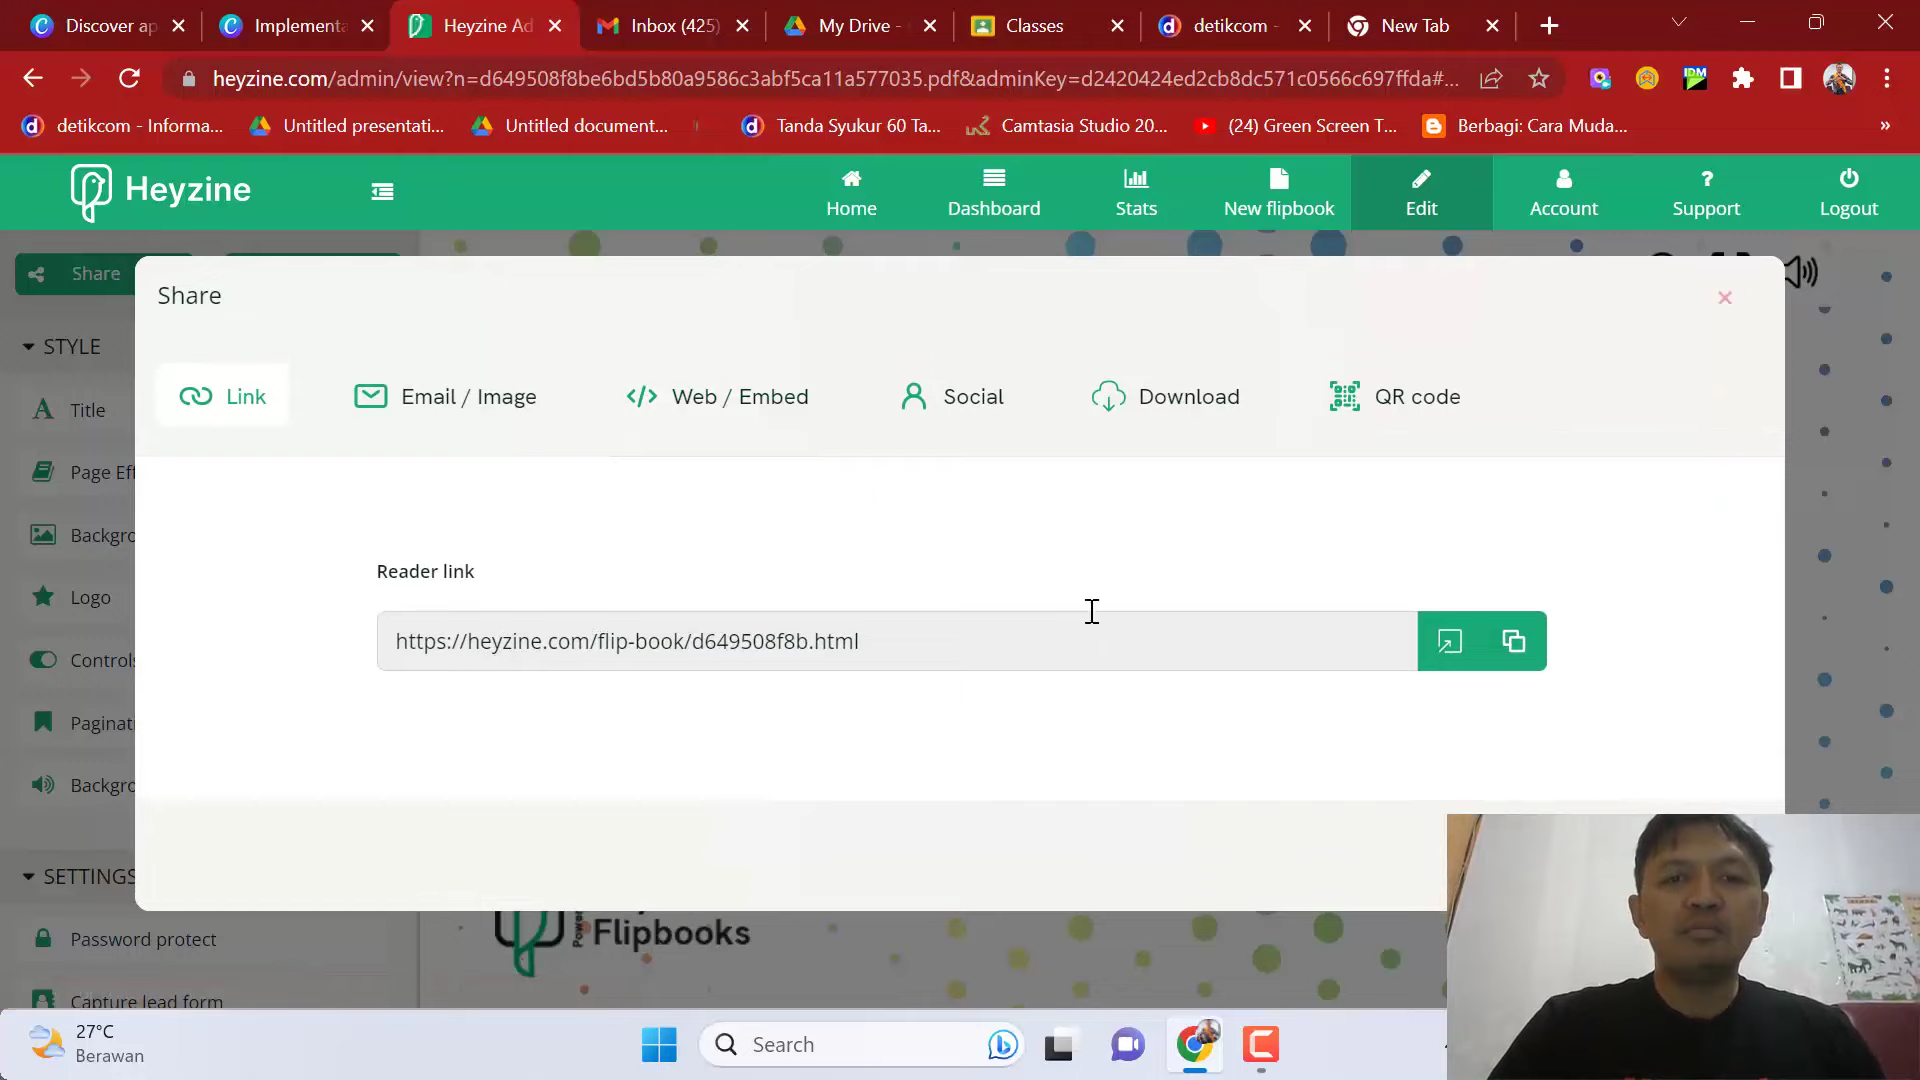 Discover ap
Implementa
Heyzine Ad
Inbox (425)
My Drive -
Classes
detikcom -
New Tab
heyzine.com/admin/view?n=d649508f8be6bd5b80a9586c3abf5ca11a577035.pdf&adminKey=d2420424ed2cb8dc571c0566c697ffda#...
IDM
detikcom - Informa...
Untitled presentati...
Untitled document...
Tanda Syukur 60 Ta...
Camtasia Studio 20...
(24) Green Screen T...
Berbagi: Cara Muda...
Heyzine
Home
Dashboard
Stats
New flipbook
Edit
Account
Support
Logout
Share
Share
Link
Email / Image
Web / Embed
Social
Download
QR code
STYLE
Title
Page Eff
Backgro
Logo
Controls
Paginati
Backgro
Reader link
https://heyzine.com/flip-book/d649508f8b.html
SETTINGS
Password protect
Capture lead form
Flipbooks
27°C
Berawan
Search